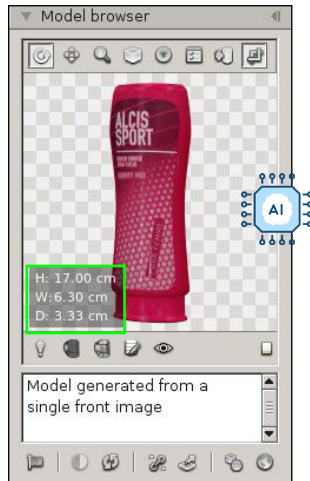 Model browser
ALCIS
SPORT
H: 17.00 cm
W: 6.30 cm
D: 3.33 cm
AI
Model generated from a
single front image